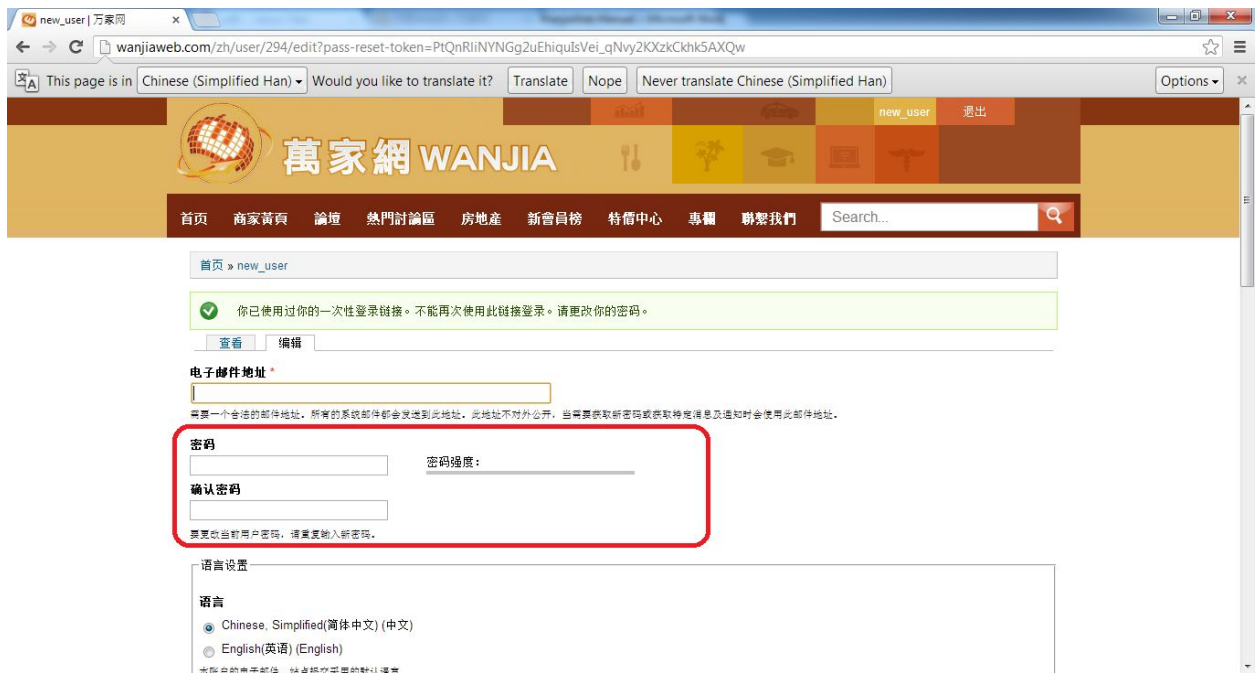 new_user | 万家网
wanjiaweb.com/zh/user/294/edit?pass-reset-token=PtQnRIiNYNGg2uEhiquIsVei_qNvy2KXzkCkhk5AXQw
This page is in Chinese (Simplified Han) Would you like to translate it? Translate Nope Never translate Chinese (Simplified Han) Options
new_user 退出
萬家網 WANJIA
首页 商家黃頁 論壇 熱門討論區 房地産 新會員榜 特價中心 專欄 聯繫我們 Search...
首页 » new_user
你已使用过你的一次性登录链接。不能再次使用此链接登录。请更改你的密码。
查看 编辑
电子邮件地址 *
需要一个合法的邮件地址。所有的系统邮件都会发送到此地址。此地址不对外公开，当需要获取新密码或获取特定消息及通知时会使用此邮件地址。
密码
密码强度：
确认密码
要更改当前用户密码，请重复输入新密码。
语言设置
语言
Chinese, Simplified(简体中文) (中文)
English(英语) (English)